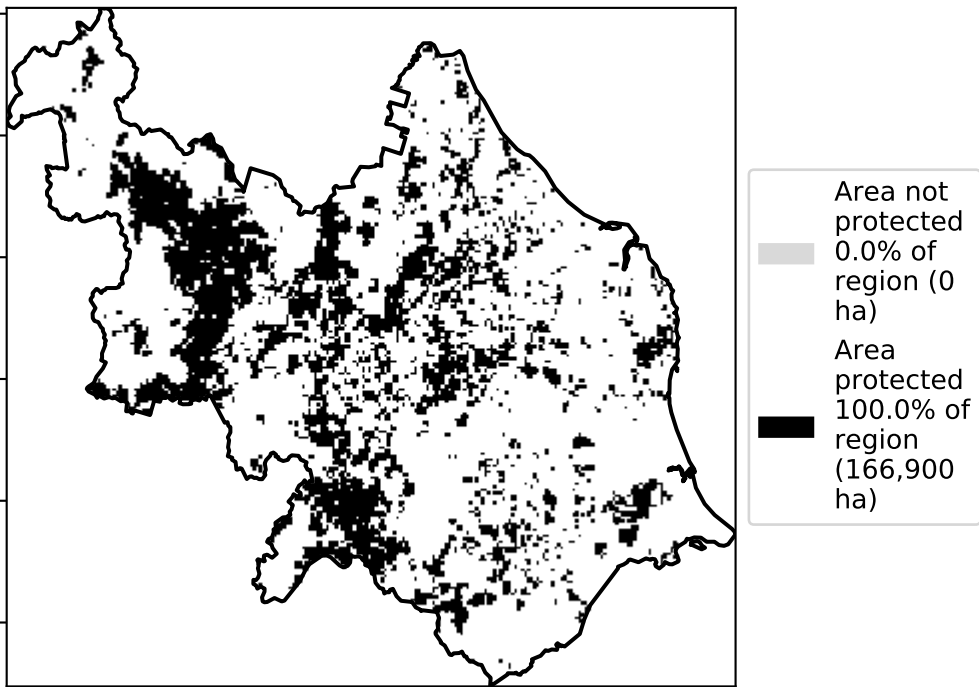 Area not
protected
0.0% of
region (0
ha)
Area
protected
100.0% of
region
(166,900
ha)